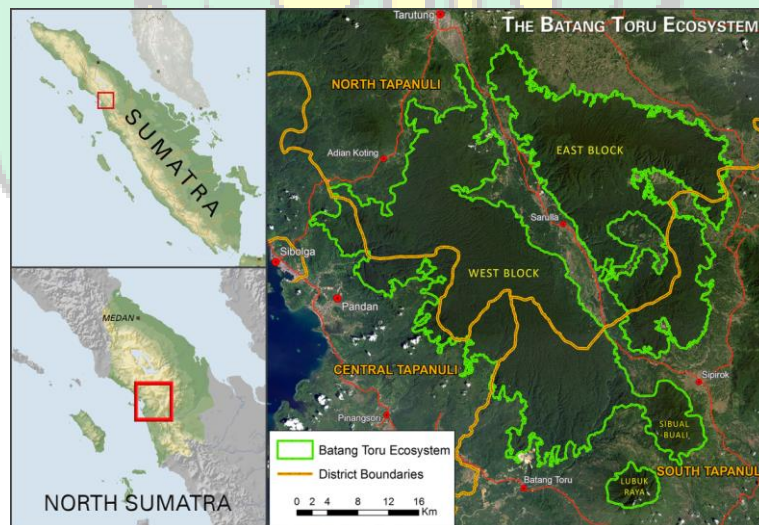 SUMATRA
MEDAN
NORTH SUMATRA
THE BATANG TORU ECOSYSTEM
Tarutung
NORTH TAPANULI
EAST BLOCK
Adian Koting
Sarulla
Sibolga
WEST BLOCK
Pandan
CENTRAL TAPANULI
Sipirok
Pinangsori
SIBUAL
BUALI
SOUTH TAPANULI
LUBUK
RAYA
Batang Toru
Batang Toru Ecosystem
District Boundaries
0 2 4 8 12 16
Km